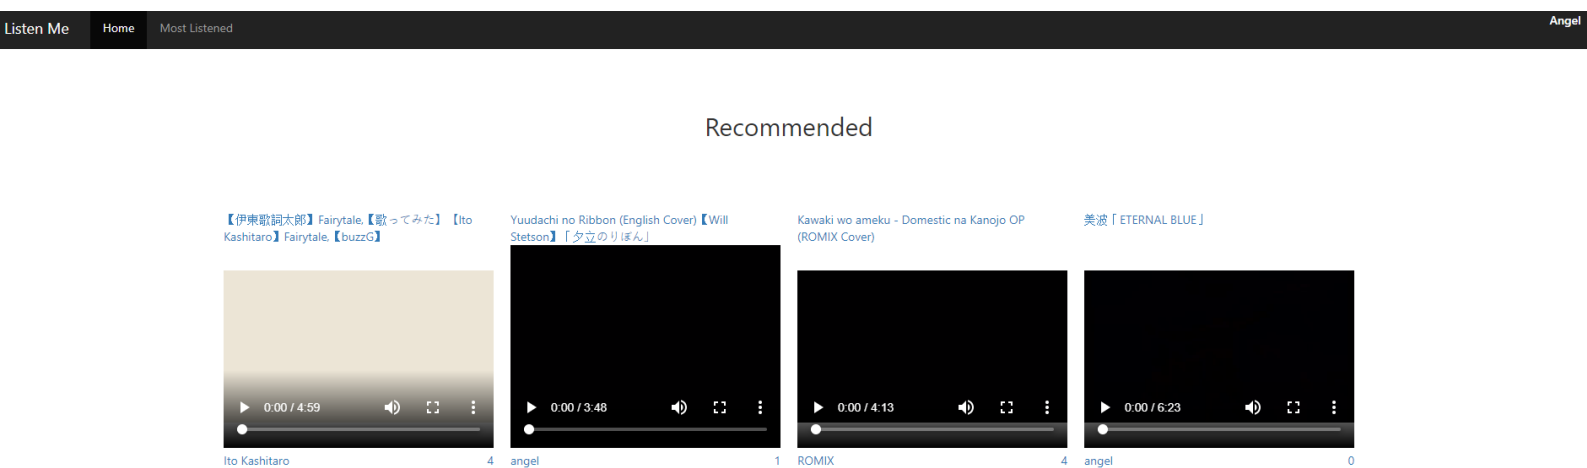 Listen Me Home Most Listened Angel
Recommended
【伊東歌詞太郎】Fairytale,【歌ってみた】【Ito
Kashitaro】Fairytale,【buzzG】
Yuudachi no Ribbon (English Cover)【Will
Stetson】「夕立のりぼん」
Kawaki wo ameku - Domestic na Kanojo OP
(ROMIX Cover)
美波「ETERNAL BLUE」
0:00 / 4:59
0:00 / 3:48
0:00 / 4:13
0:00 / 6:23
Ito Kashitaro 4
angel 1
ROMIX 4
angel 0